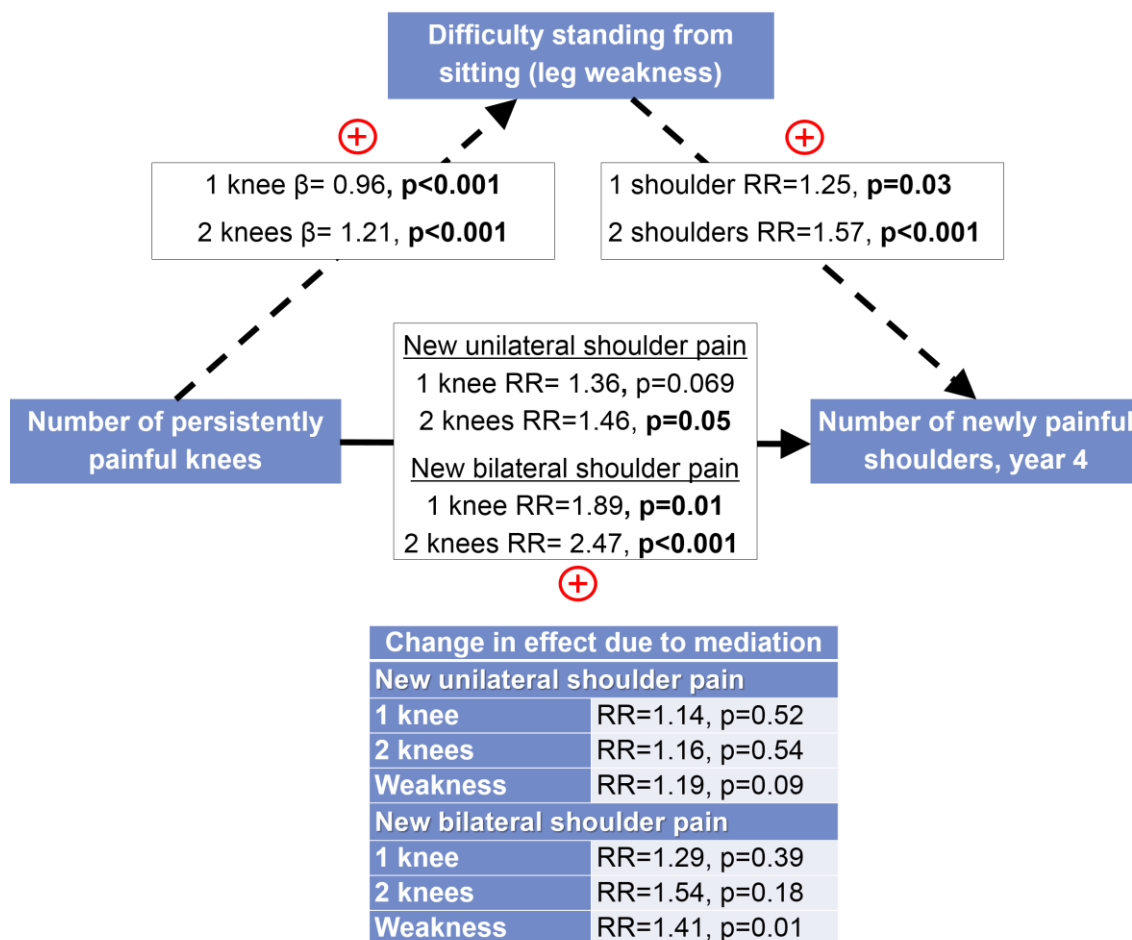 Difficulty standing from
sitting (leg weakness)
1 knee β= 0.96, p<0.001
2 knees β= 1.21, p<0.001
1 shoulder RR=1.25, p=0.03
2 shoulders RR=1.57, p<0.001
Number of persistently
painful knees
New unilateral shoulder pain
1 knee RR= 1.36, p=0.069
2 knees RR=1.46, p=0.05
New bilateral shoulder pain
1 knee RR=1.89, p=0.01
2 knees RR= 2.47, p<0.001
Number of newly painful
shoulders, year 4
Change in effect due to mediation
New unilateral shoulder pain
1 knee RR=1.14, p=0.52
2 knees RR=1.16, p=0.54
Weakness RR=1.19, p=0.09
New bilateral shoulder pain
1 knee RR=1.29, p=0.39
2 knees RR=1.54, p=0.18
Weakness RR=1.41, p=0.01